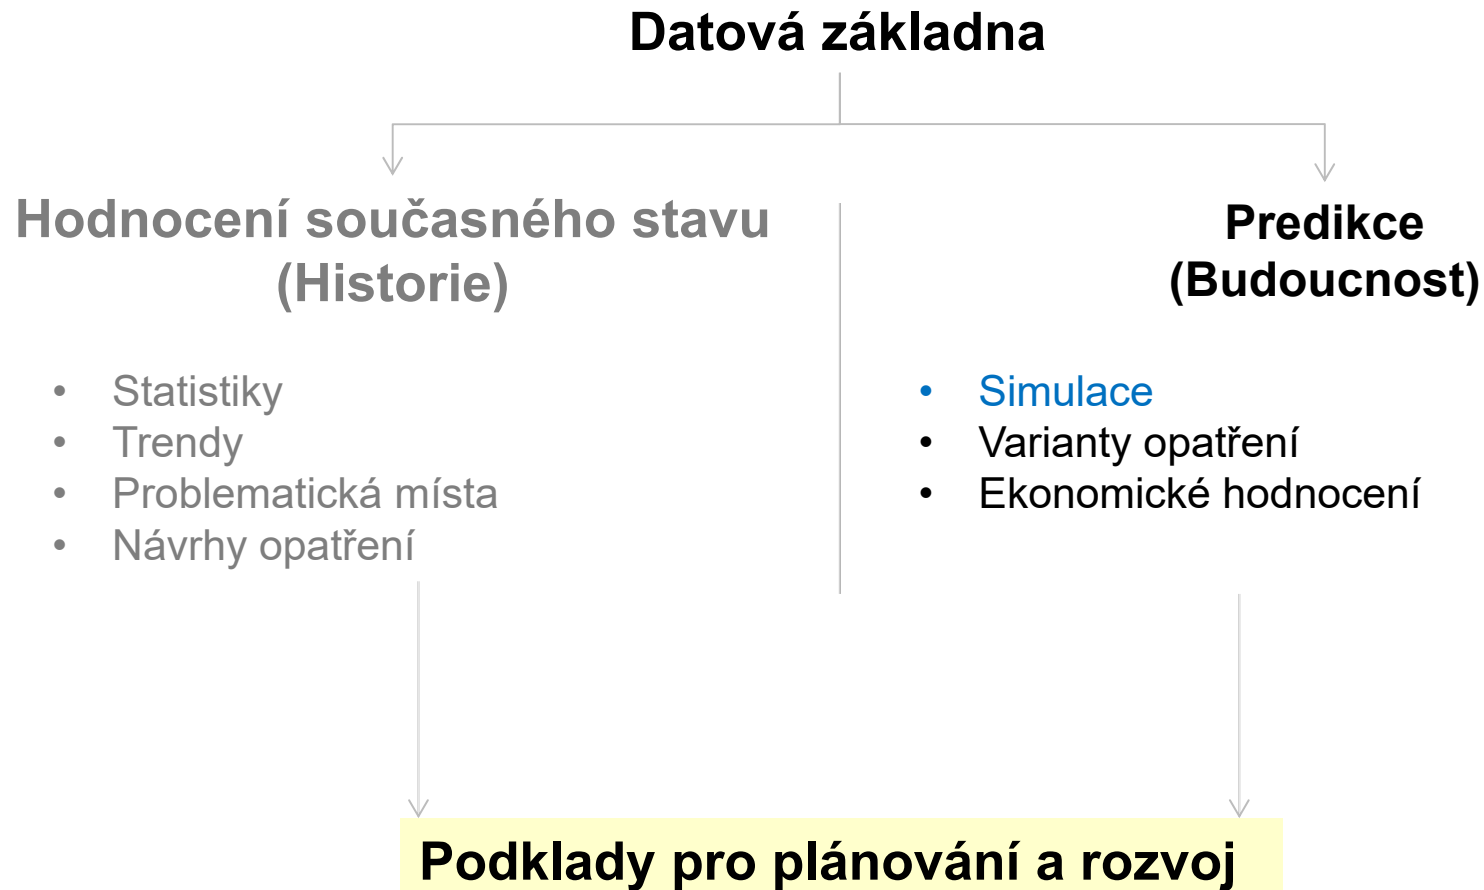 Datová základna
Hodnocení současného stavu
(Historie)
• Statistiky
• Trendy
• Problematická místa
• Návrhy opatření
Predikce
(Budoucnost)
• Simulace
• Varianty opatření
• Ekonomické hodnocení
Podklady pro plánování a rozvoj